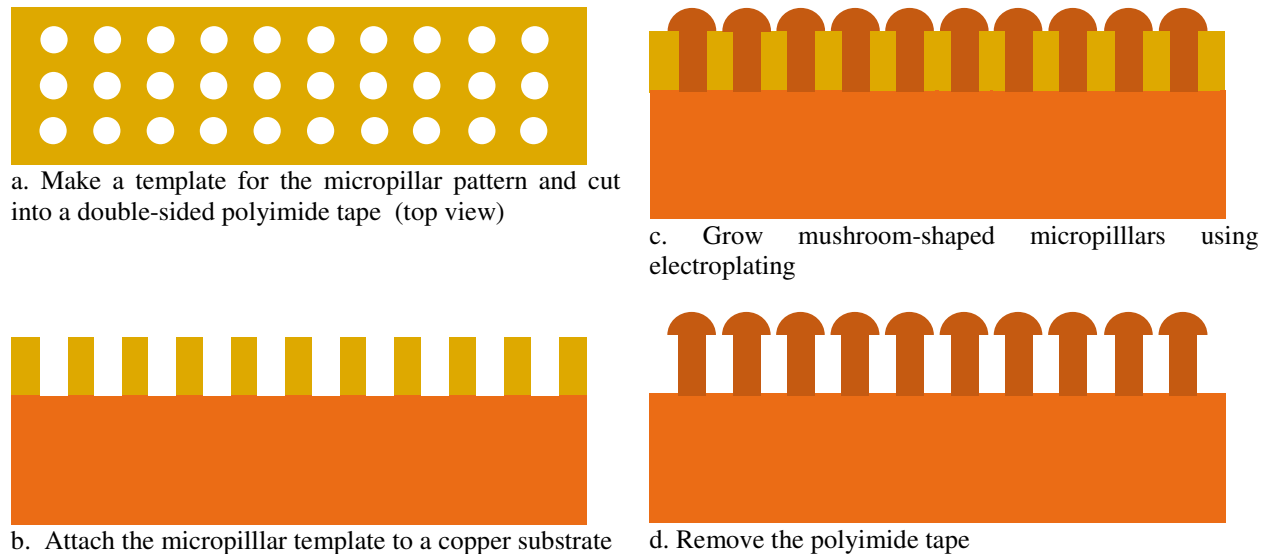 a. Make a template for the micropillar pattern and cut
into a double-sided polyimide tape (top view)
b. Attach the micropilllar template to a copper substrate
c. Grow mushroom-shaped micropilllars using
electroplating
d. Remove the polyimide tape